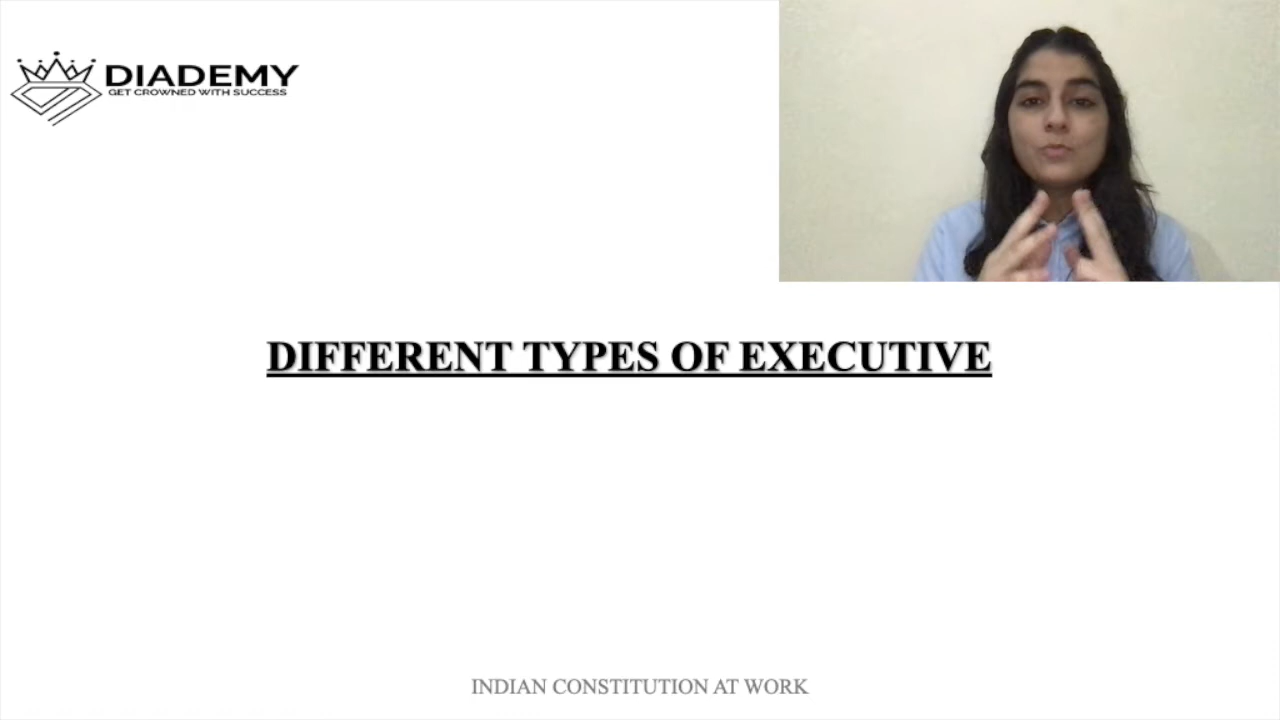 DIADEMY
GET CROWNED WITH SUCCESS
DIFFERENT TYPES OF EXECUTIVE
INDIAN CONSTITUTION AT WORK